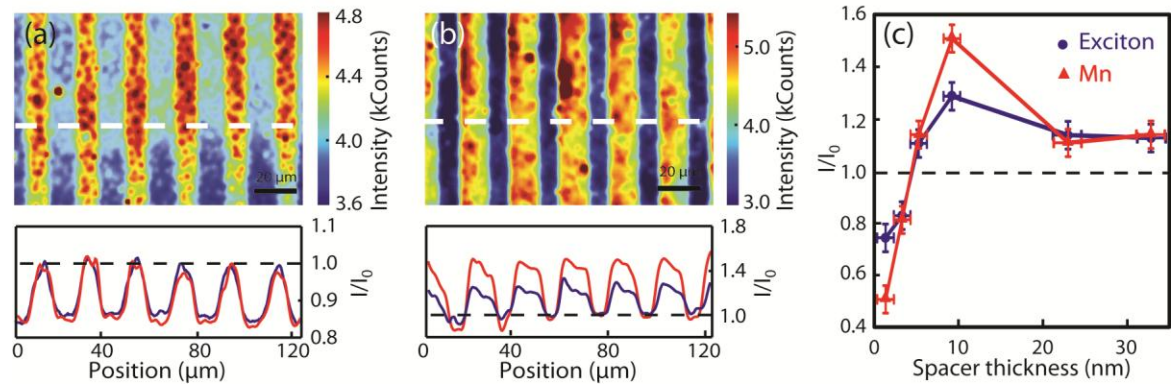 (a)
20 μm
4.8
4.4
4.0
3.6
Intensity (kCounts)
(b)
20 μm
5.0
4.0
3.0
Intensity (kCounts)
(c)
Exciton
Mn
1.6
1.4
1.2
1.0
0.8
0.6
0.4
I/I₀
0
10
20
30
Spacer thickness (nm)
1.1
1.0
0.9
0.8
I/I₀
0
40
80
120
Position (μm)
1.8
1.4
1.0
I/I₀
0
40
80
120
Position (μm)